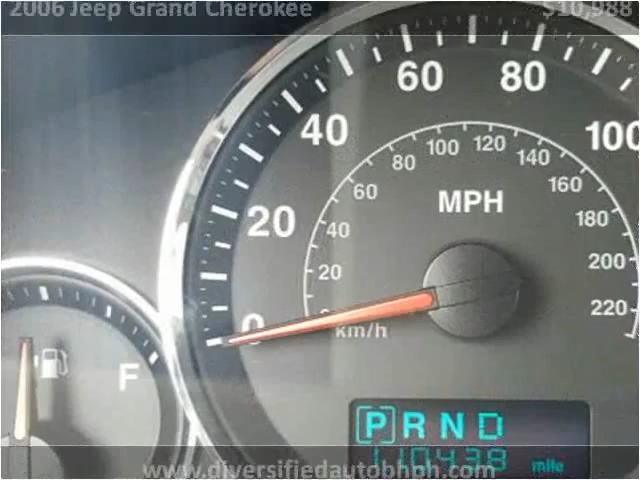 2006 Jeep Grand Cherokee $10,988
60 80
40 100
100 120
80 140
60 160
MPH
180
20 40
200
20
220
0
km/h
F
P R N D
110438 mile
www.diversifiedautobhph.com